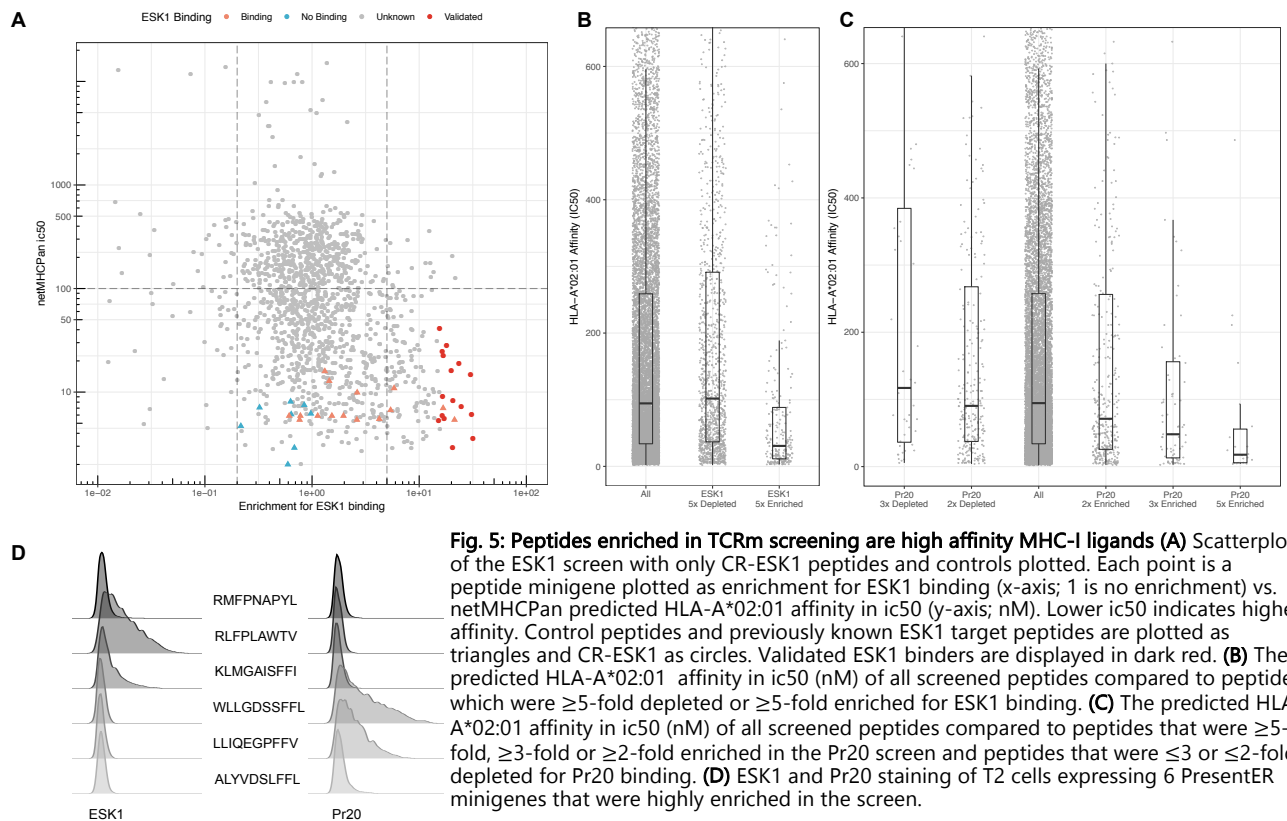 A
ESK1 Binding Binding No Binding Unknown Validated
netMHCPan ic50
1000
500
100
50
10
1e−02 1e−01 1e+00 1e+01 1e+02
Enrichment for ESK1 binding
B
HLA−A*02:01 Affinity (IC50)
600
400
200
0
All ESK1 ESK1
5x Depleted 5x Enriched
C
HLA−A*02:01 Affinity (IC50)
600
400
200
0
Pr20 Pr20 All Pr20 Pr20 Pr20
3x Depleted 2x Depleted 2x Enriched 3x Enriched 5x Enriched
D
RMFPNAPYL
RLFPLAWTV
KLMGAISFFI
WLLGDSSFFL
LLIQEGPFFV
ALYVDSLFFL
ESK1 Pr20
Fig. 5: Peptides enriched in TCRm screening are high affinity MHC-I ligands (A) Scatterplo
of the ESK1 screen with only CR-ESK1 peptides and controls plotted. Each point is a
peptide minigene plotted as enrichment for ESK1 binding (x-axis; 1 is no enrichment) vs.
netMHCPan predicted HLA-A*02:01 affinity in ic50 (y-axis; nM). Lower ic50 indicates highe
affinity. Control peptides and previously known ESK1 target peptides are plotted as
triangles and CR-ESK1 as circles. Validated ESK1 binders are displayed in dark red. (B) The
predicted HLA-A*02:01 affinity in ic50 (nM) of all screened peptides compared to peptide
which were ≥5-fold depleted or ≥5-fold enriched for ESK1 binding. (C) The predicted HLA
A*02:01 affinity in ic50 (nM) of all screened peptides compared to peptides that were ≥5-
fold, ≥3-fold or ≥2-fold enriched in the Pr20 screen and peptides that were ≤3 or ≤2-fold
depleted for Pr20 binding. (D) ESK1 and Pr20 staining of T2 cells expressing 6 PresentER
minigenes that were highly enriched in the screen.